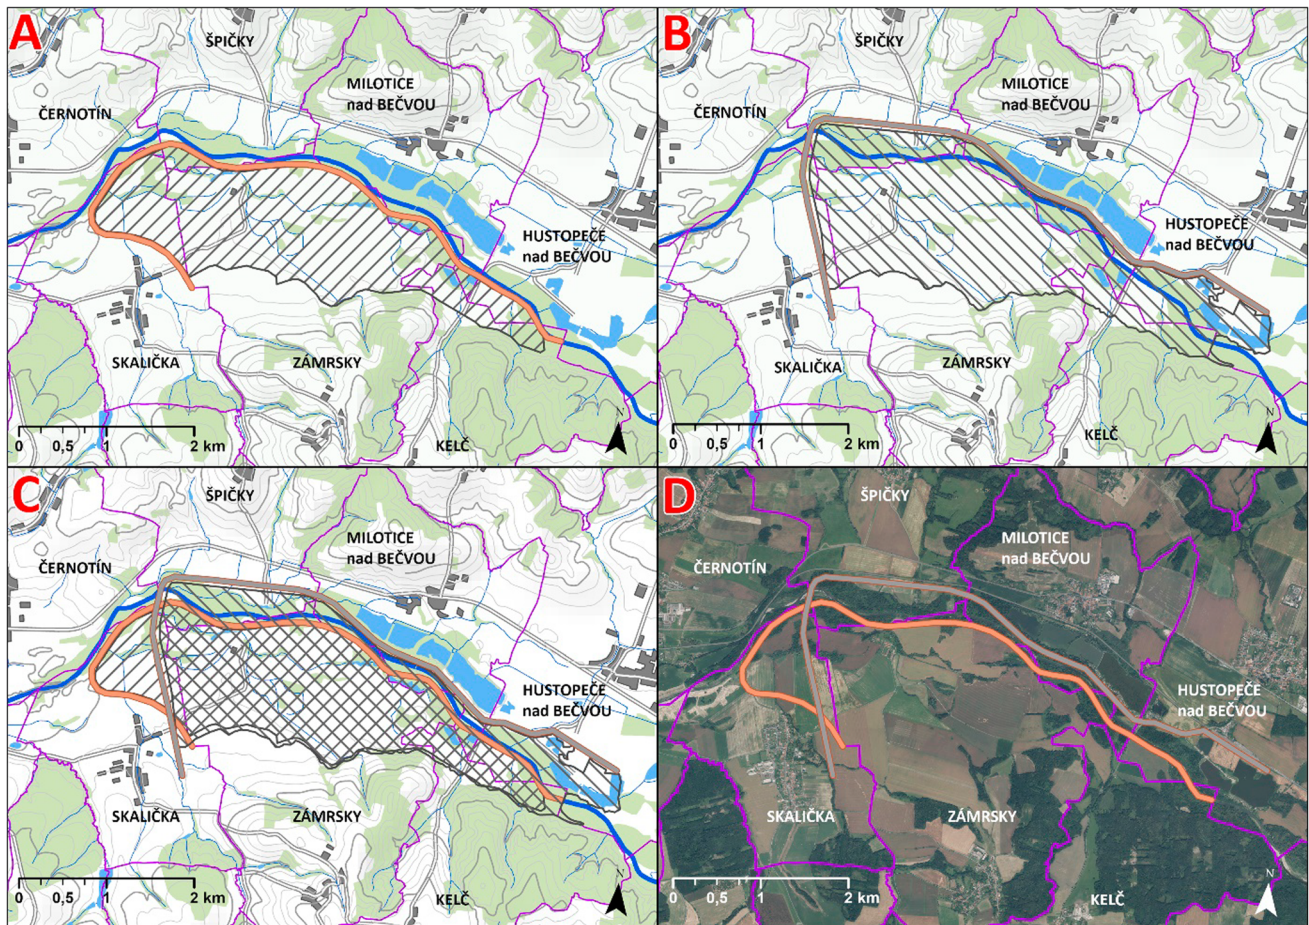 A
ŠPIČKY
MILOTICE
nad BEČVOU
ČERNOTÍN
HUSTOPEČE
nad BEČVOU
SKALIČKA
ZÁMRSKY
KELČ
N
0 0,5 1 2 km
B
ŠPIČKY
MILOTICE
nad BEČVOU
ČERNOTÍN
HUSTOPEČE
nad BEČVOU
SKALIČKA
ZÁMRSKY
KELČ
N
0 0,5 1 2 km
C
ŠPIČKY
MILOTICE
nad BEČVOU
ČERNOTÍN
HUSTOPEČE
nad BEČVOU
SKALIČKA
ZÁMRSKY
KELČ
N
0 0,5 1 2 km
D
ŠPIČKY
MILOTICE
nad BEČVOU
ČERNOTÍN
HUSTOPEČE
nad BEČVOU
SKALIČKA
ZÁMRSKY
KELČ
N
0 0,5 1 2 km